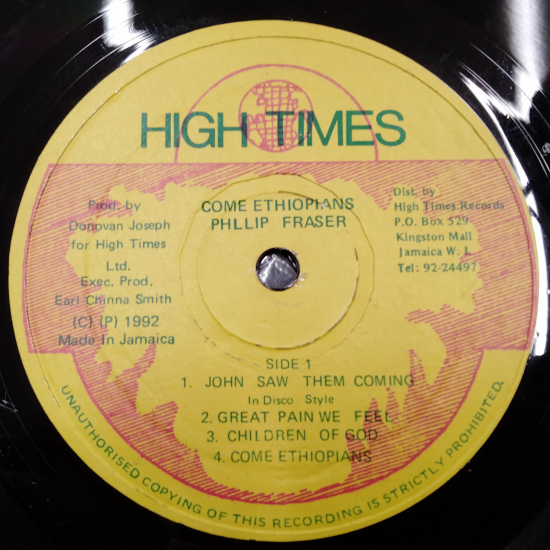 HIGH TIMES
Prod. by
Donovan Joseph
for High Times
Ltd.
Exec. Prod.
Earl Chinna Smith
(C) (P) 1992
Made In Jamaica
COME ETHIOPIANS
PHLLIP FRASER
Dist. by
High Times Records
P.O. Box 529
Kingston Mall
Jamaica W. I.
Tel: 92-24497
SIDE 1
1. JOHN SAW THEM COMING
In Disco Style
2. GREAT PAIN WE FEEL
3. CHILDREN OF GOD
4. COME ETHIOPIANS
UNAUTHORISED COPYING OF THIS RECORDING IS STRICTLY PROHIBITED.